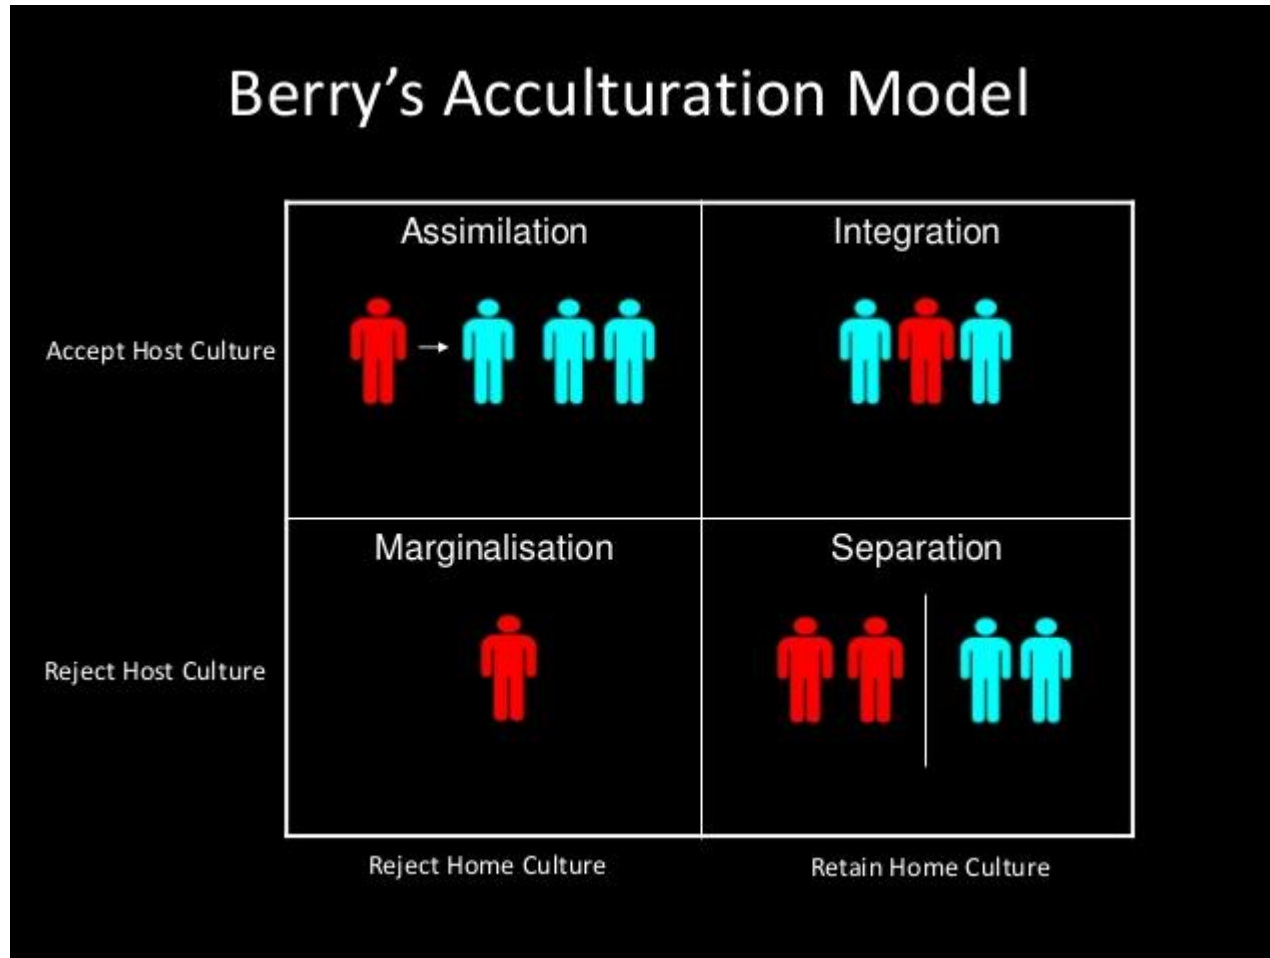 Berry’s Acculturation Model
Assimilation
Integration
Accept Host Culture
Marginalisation
Separation
Reject Host Culture
Reject Home Culture
Retain Home Culture